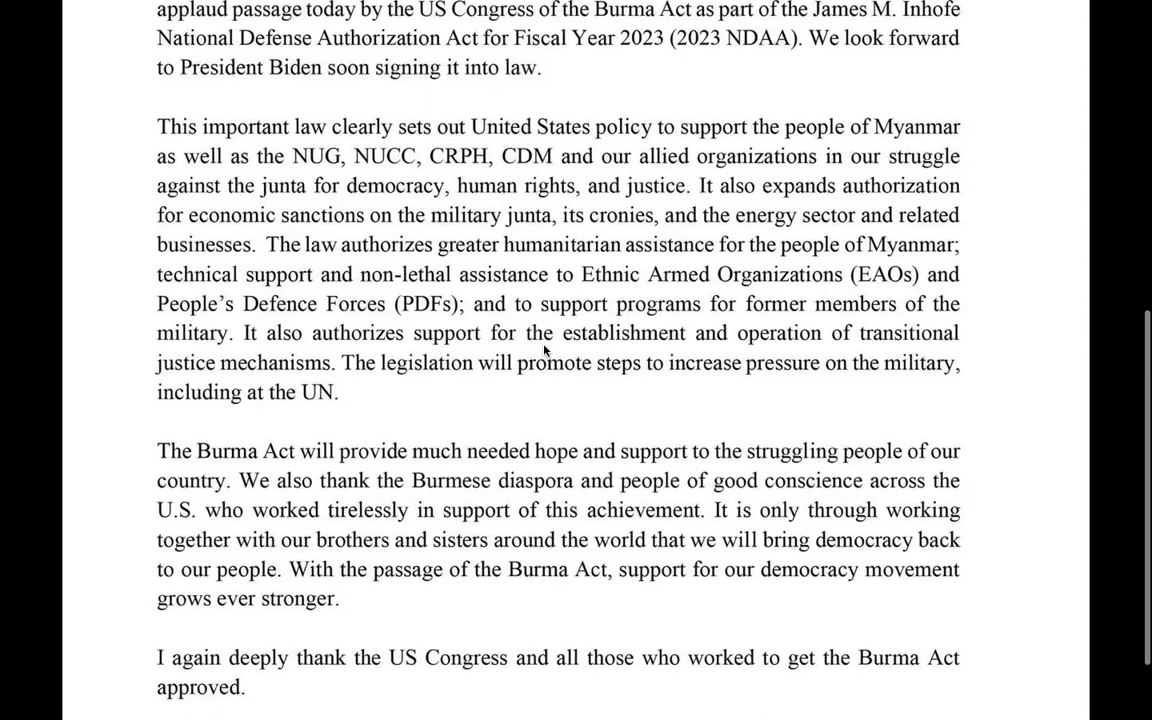 applaud passage today by the US Congress of the Burma Act as part of the James M. Inhofe
National Defense Authorization Act for Fiscal Year 2023 (2023 NDAA). We look forward
to President Biden soon signing it into law.
This important law clearly sets out United States policy to support the people of Myanmar
as well as the NUG, NUCC, CRPH, CDM and our allied organizations in our struggle
against the junta for democracy, human rights, and justice. It also expands authorization
for economic sanctions on the military junta, its cronies, and the energy sector and related
businesses. The law authorizes greater humanitarian assistance for the people of Myanmar;
technical support and non-lethal assistance to Ethnic Armed Organizations (EAOs) and
People’s Defence Forces (PDFs); and to support programs for former members of the
military. It also authorizes support for the establishment and operation of transitional
justice mechanisms. The legislation will promote steps to increase pressure on the military,
including at the UN.
The Burma Act will provide much needed hope and support to the struggling people of our
country. We also thank the Burmese diaspora and people of good conscience across the
U.S. who worked tirelessly in support of this achievement. It is only through working
together with our brothers and sisters around the world that we will bring democracy back
to our people. With the passage of the Burma Act, support for our democracy movement
grows ever stronger.
I again deeply thank the US Congress and all those who worked to get the Burma Act
approved.